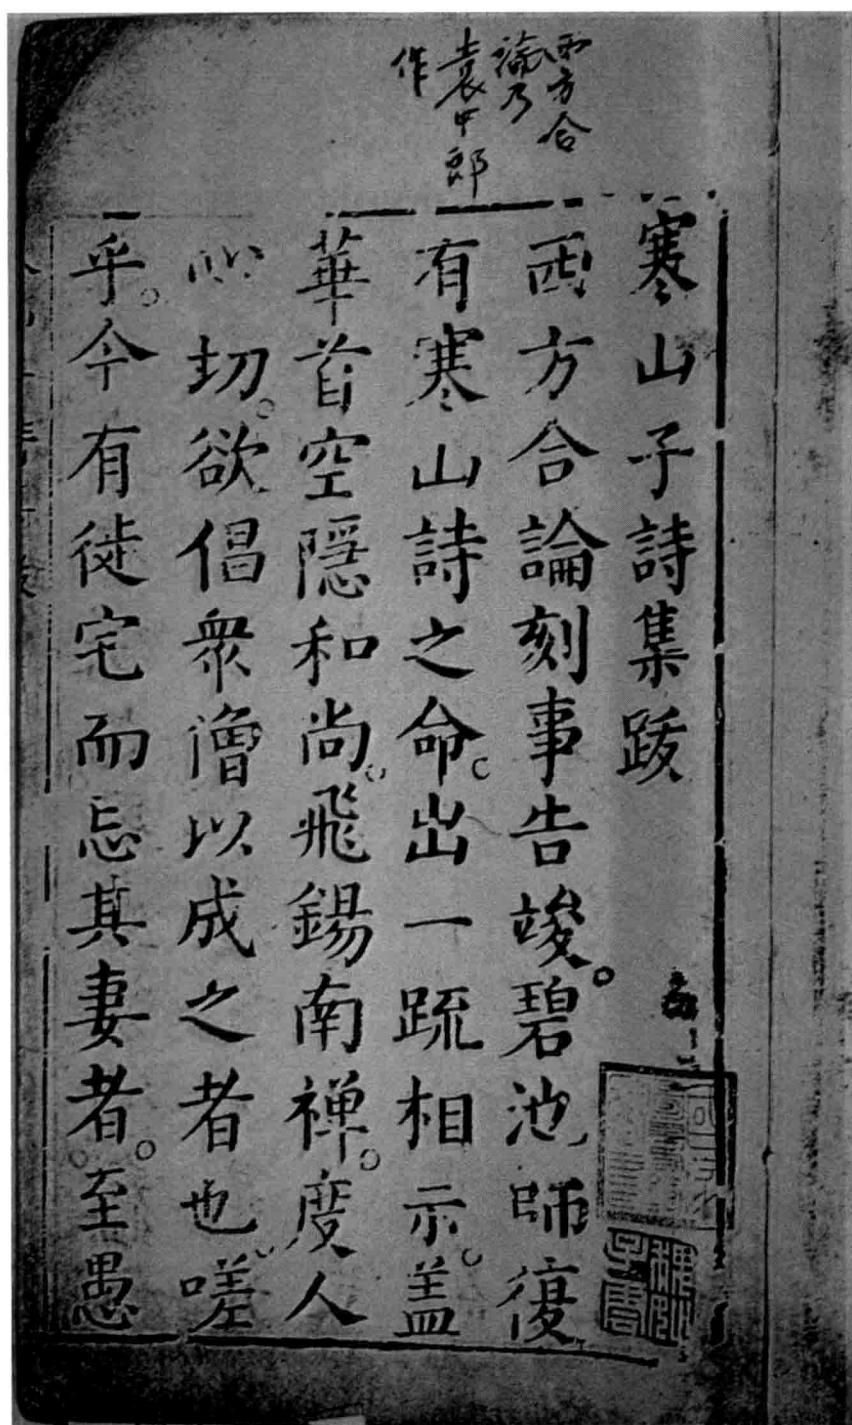 西方合
論乃
袁中郎
作
寒山子詩集跋
西方合論刻事告竣。碧池師復
有寒山詩之命。出一䟽相示。盖
華首空隱和尚。飛錫南禅。度人
心切。欲倡衆僧以成之者也。嗟
乎。今有徙宅而忘其妻者。至愚